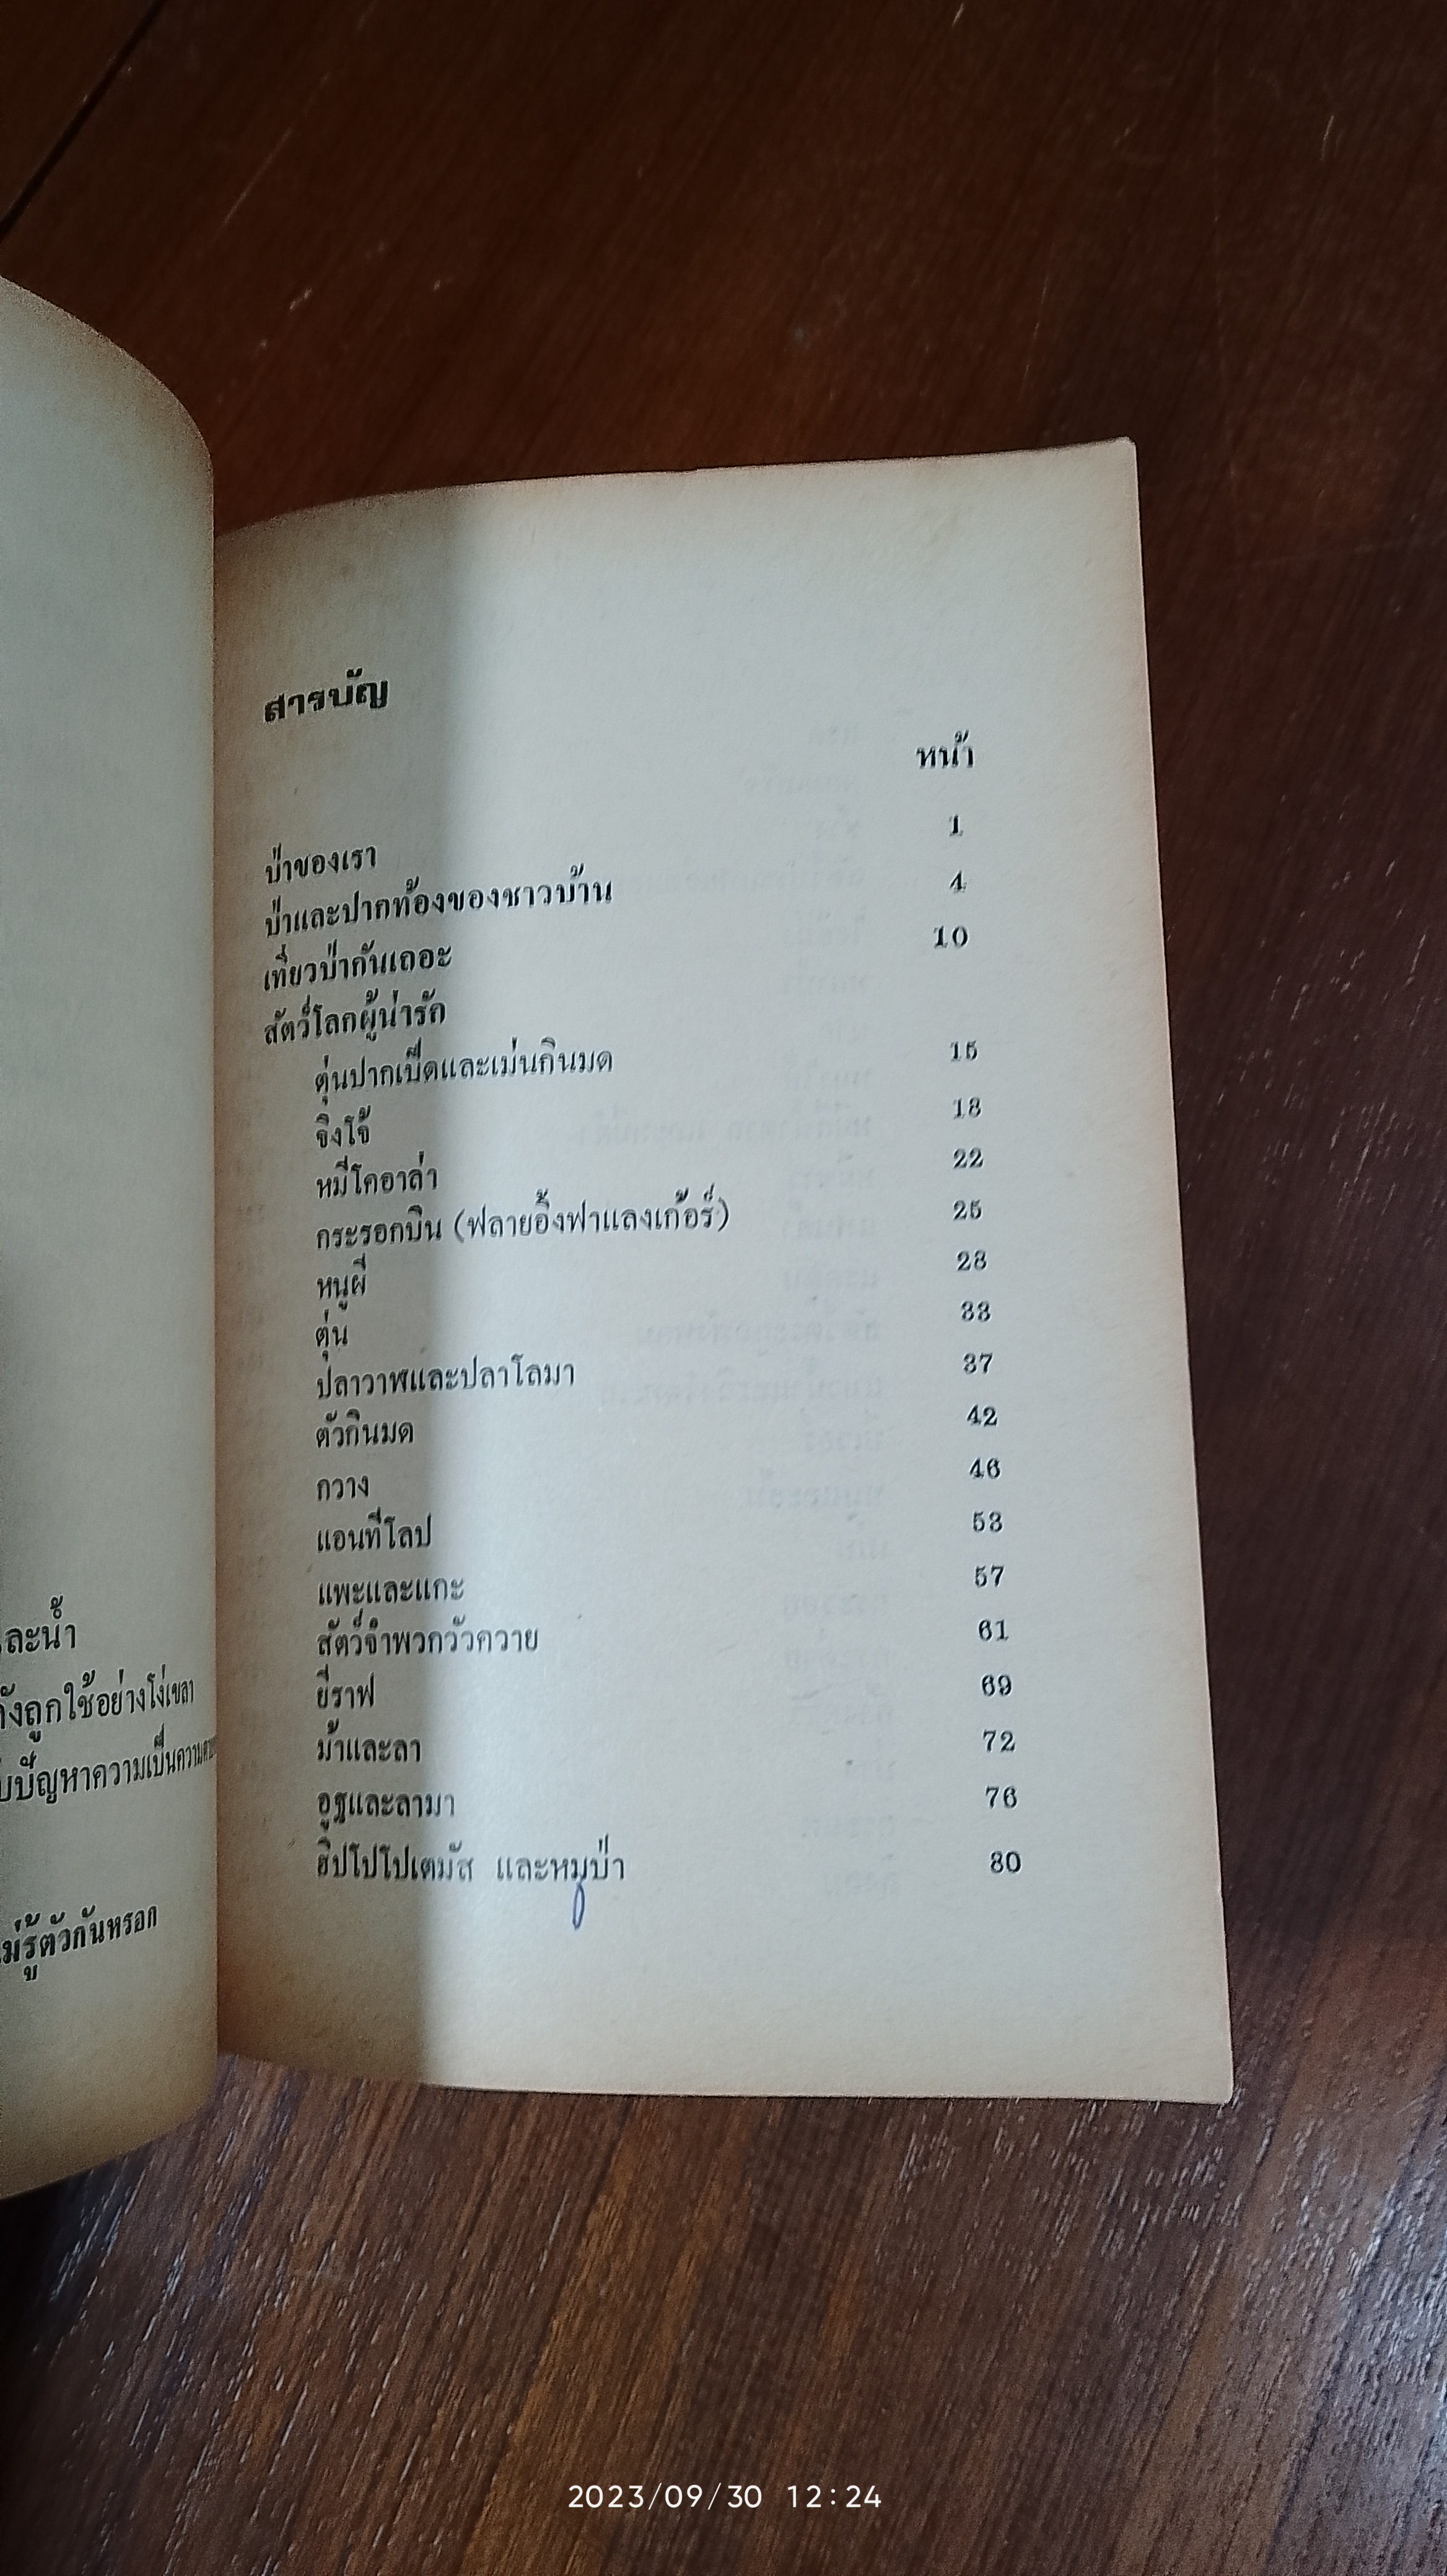 ละน้ำ
ถูกใช้อย่างโง่เขลา
ปัญหาความเป็นความ
รู้ตัวกันหรอก
สารบัญ
หน้า
ป่าของเรา 1
ป่าและปากท้องของชาวบ้าน 4
เที่ยวป่ากันเถอะ 10
สัตว์โลกผู้น่ารัก
ตุ่นปากเป็ดและเม่นกินมด 15
จิงโจ้ 18
หมีโคอาล่า 22
กระรอกบิน (ฟลายอิ้งฟาแลงเก้อร์) 25
หนูผี 28
ตุ่น 33
ปลาวาฬและปลาโลมา 37
ตัวกินมด 42
กวาง 46
แอนทีโลป 53
แพะและแกะ 57
สัตว์จำพวกวัวควาย 61
ยีราฟ 69
ม้าและลา 72
อูฐและลามา 76
ฮิปโปโปเตมัส และหมูป่า 80
2023/09/30 12:24